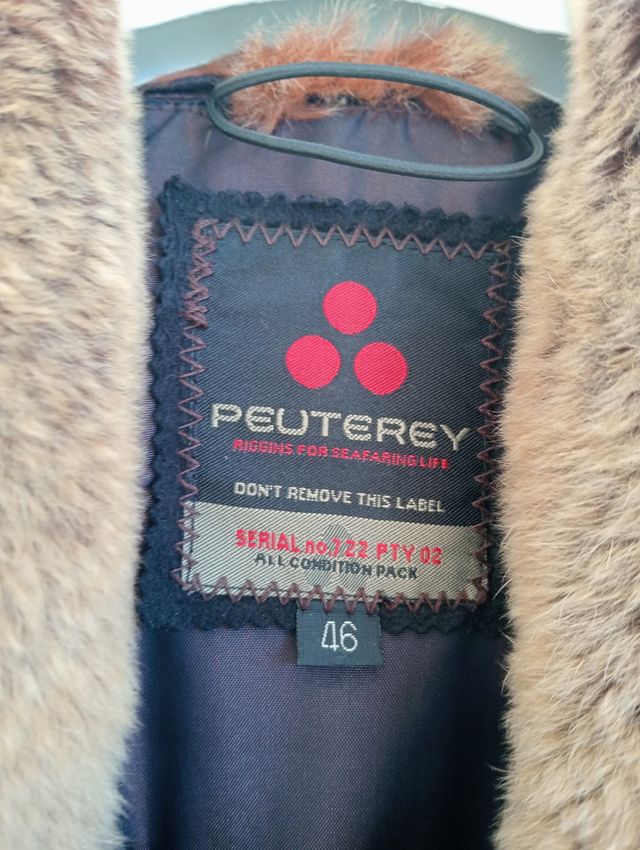 PEUTEREY
RIGGINS FOR SEAFARING LIFE
DON'T REMOVE THIS LABEL
SERIAL no.722 PTY 02
ALL CONDITION PACK
46